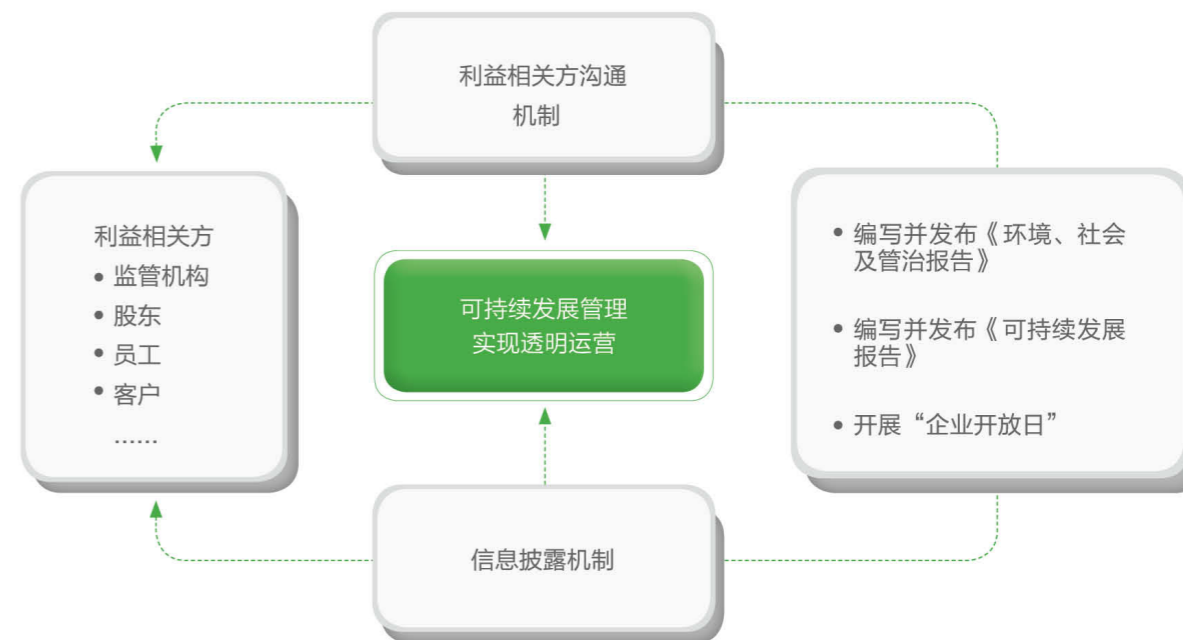 利益相关方沟通
机制
利益相关方
• 监管机构
• 股东
• 员工
• 客户
......
可持续发展管理
实现透明运营
• 编写并发布《环境、社会
及管治报告》
• 编写并发布《可持续发展
报告》
• 开展“企业开放日”
信息披露机制